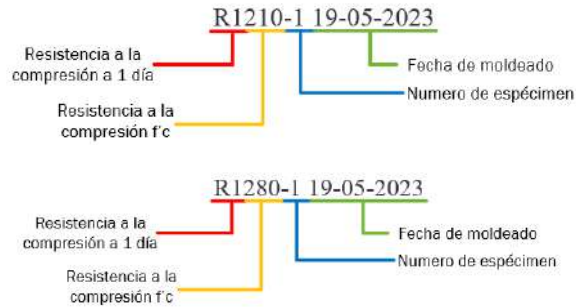 R1210-1 19-05-2023
Resistencia a la
compresión a 1 día
Fecha de moldeado
Numero de espécimen
Resistencia a la
compresión f'c
R1280-1 19-05-2023
Resistencia a la
compresión a 1 día
Fecha de moldeado
Numero de espécimen
Resistencia a la
compresión f'c